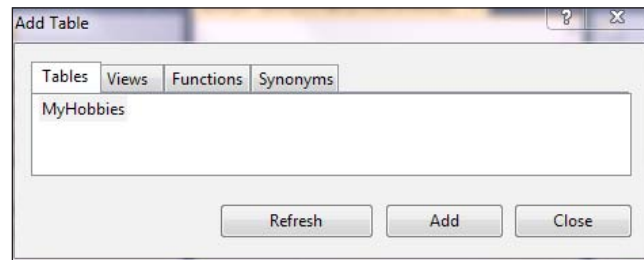 Add Table
?
Tables Views Functions Synonyms
MyHobbies
Refresh Add Close